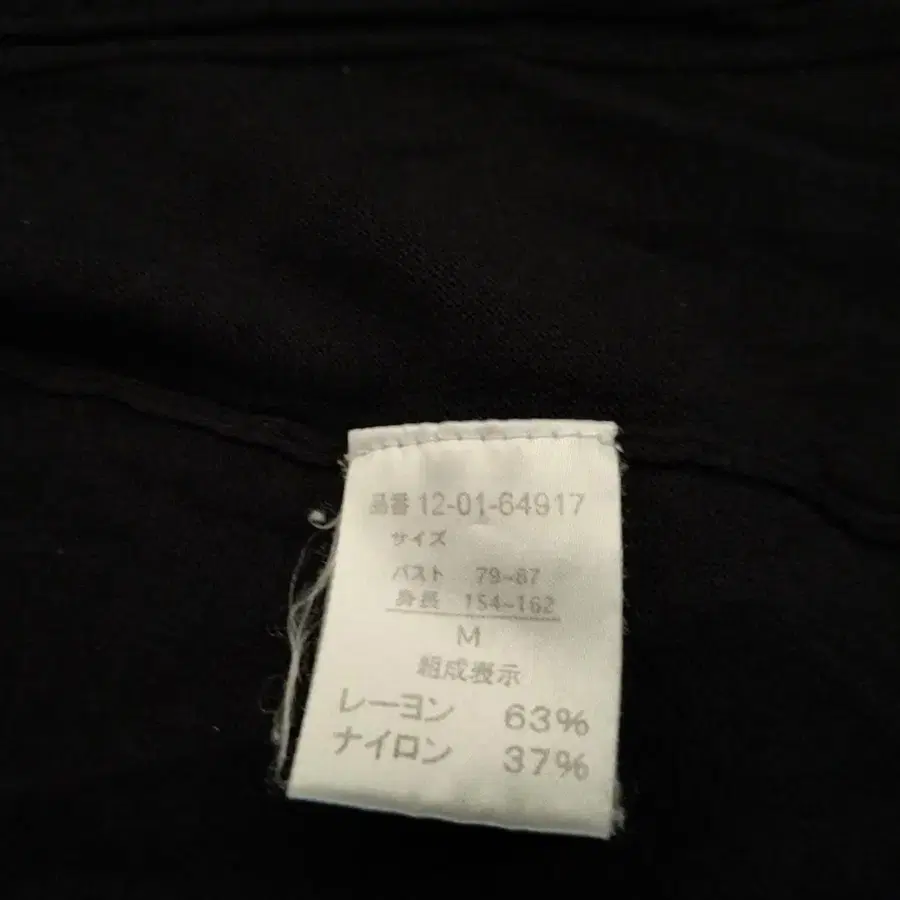 品番 12-01-64917
サイズ
バスト 79~87
身長 154~162
M
組成表示
レーヨン 63%
ナイロン 37%